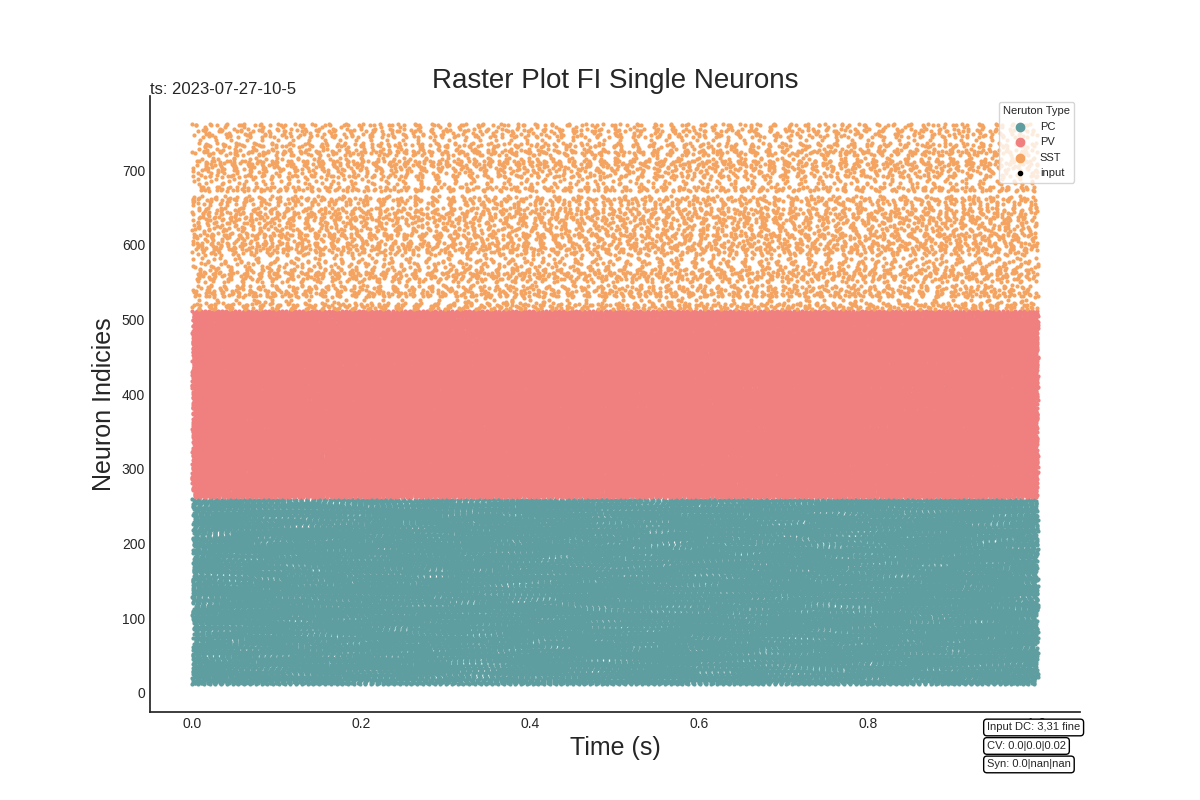 Raster Plot FI Single Neurons
ts: 2023-07-27-10-5
Neruton Type
PC
PV
SST
input
Neuron Indicies
700
600
500
400
300
200
100
0
0.0 0.2 0.4 0.6 0.8
Time (s)
Input DC: 3,31 fine
CV: 0.0|0.0|0.02
Syn: 0.0|nan|nan